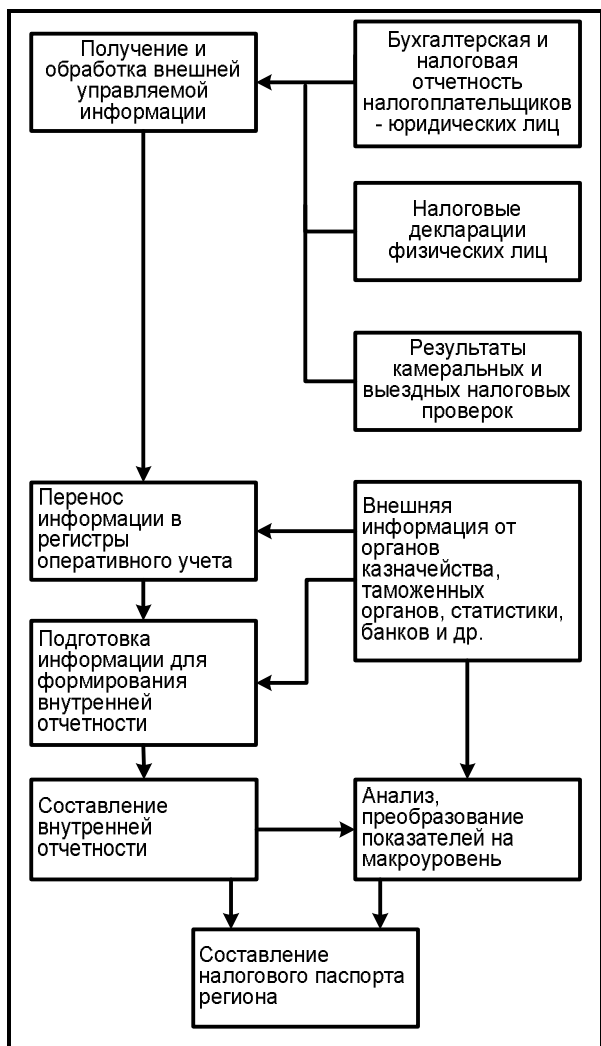 Получение и
обработка внешней
управляемой
информации
Бухгалтерская и
налоговая
отчетность
налогоплательщиков
- юридических лиц
Налоговые
декларации
физических лиц
Результаты
камеральных и
выездных налоговых
проверок
Перенос
информации в
регистры
оперативного учета
Внешняя
информация от
органов
казначейства,
таможенных
органов, статистики,
банков и др.
Подготовка
информации для
формирования
внутренней
отчетности
Составление
внутренней
отчетности
Анализ,
преобразование
показателей на
макроуровень
Составление
налогового паспорта
региона